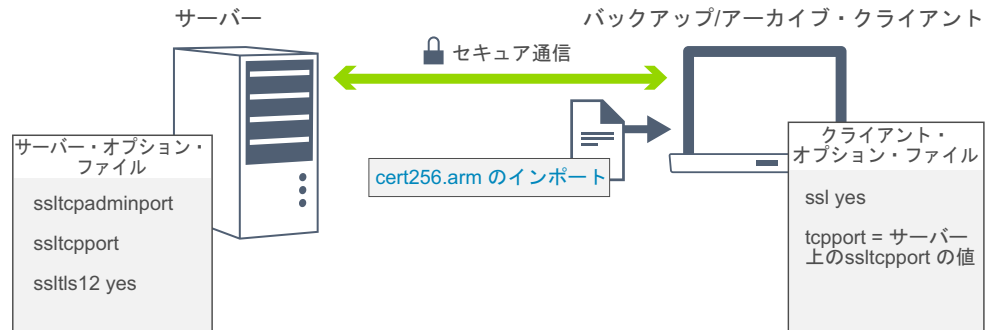 サーバー
バックアップ/アーカイブ・クライアント
セキュア通信
サーバー・オプション・
ファイル
ssltcpadminport
ssltcpport
ssltls12 yes
cert256.arm のインポート
クライアント・
オプション・ファイル
ssl yes
tcpport = サーバー
上のssltcpport の値